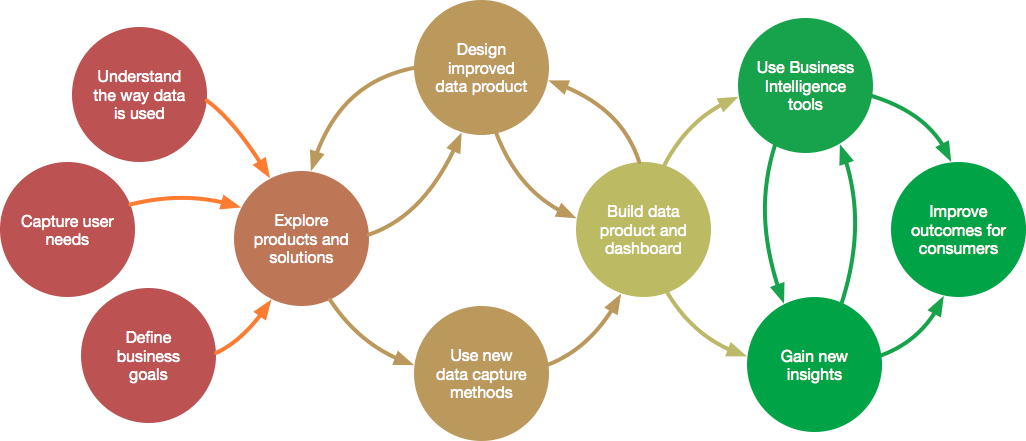 Understand
the way data
is used
Capture user
needs
Define
business
goals
Explore
products and
solutions
Design
improved
data product
Use new
data capture
methods
Build data
product and
dashboard
Use Business
Intelligence
tools
Gain new
insights
Improve
outcomes for
consumers